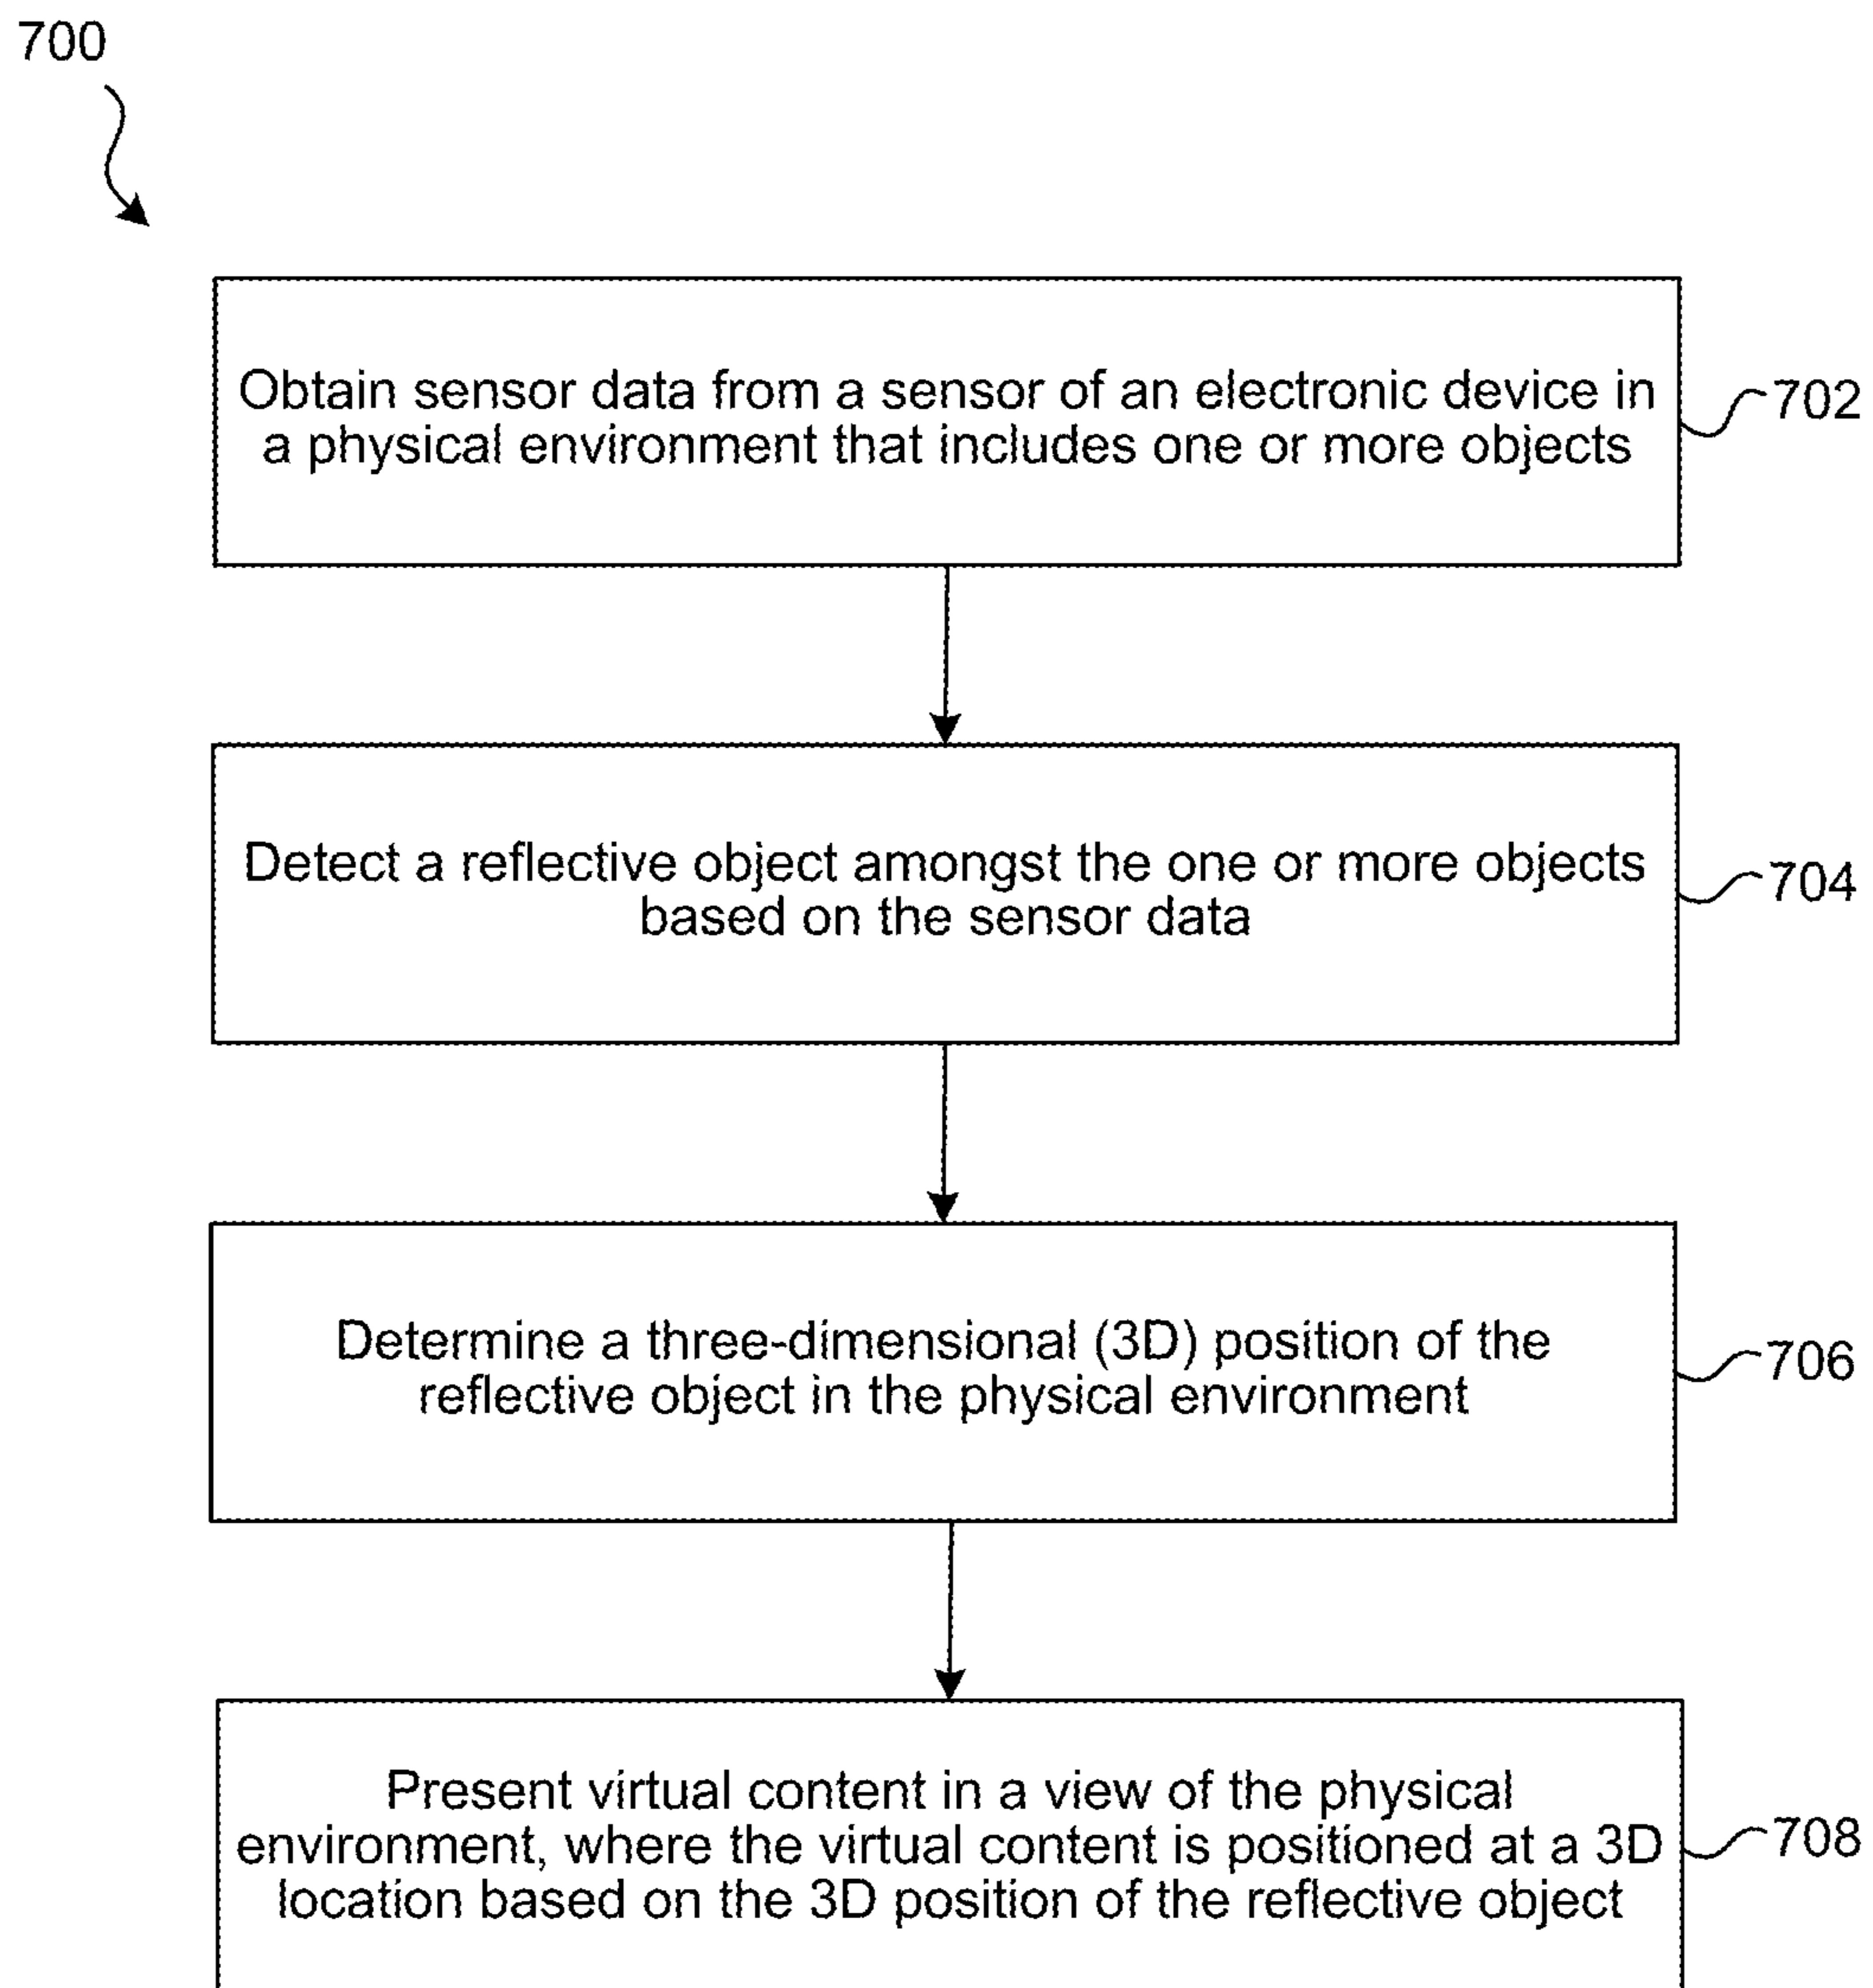 700
Obtain sensor data from a sensor of an electronic device in
a physical environment that includes one or more objects
702
Detect a reflective object amongst the one or more objects
based on the sensor data
704
Determine a three-dimensional (3D) position of the
reflective object in the physical environment
706
Present virtual content in a view of the physical
environment, where the virtual content is positioned at a 3D
location based on the 3D position of the reflective object
708